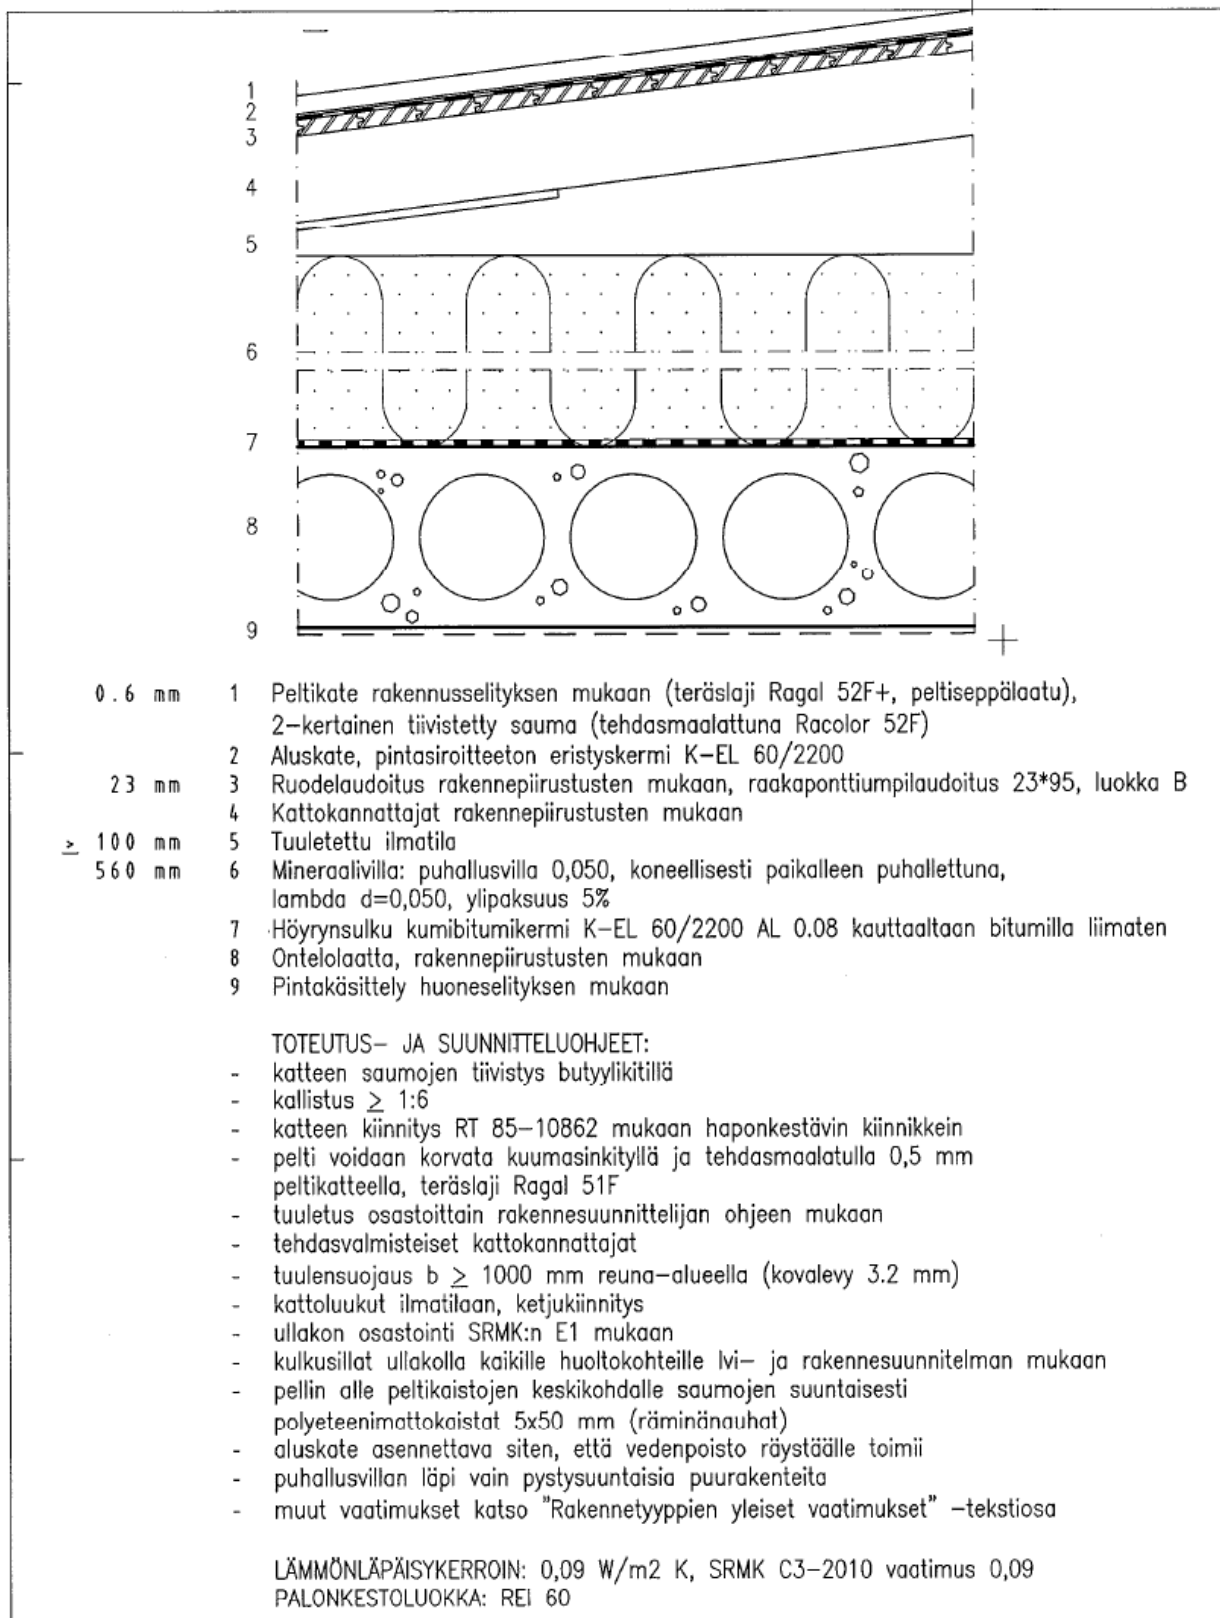 1
2
3
4
5
6
7
8
9
0.6 mm 1 Peltikate rakennusselityksen mukaan (teräslaji Ragal 52F+, peltiseppälaatu),
2-kertainen tiivistetty sauma (tehdasmaalattuna Racolor 52F)
2 Aluskate, pintasiroitteeton eristyskermi K-EL 60/2200
23 mm 3 Ruodelaudoitus rakennepiirustusten mukaan, raakaponttiumpilaudoitus 23*95, luokka B
4 Kattokannattajat rakennepiirustusten mukaan
≥ 100 mm 5 Tuuletettu ilmatila
560 mm 6 Mineraalivilla: puhallusvilla 0,050, koneellisesti paikalleen puhallettuna,
lambda d=0,050, ylipaksuus 5%
7 Höyrynsulku kumibitumikermi K-EL 60/2200 AL 0.08 kauttaaltaan bitumilla liimaten
8 Ontelolaatta, rakennepiirustusten mukaan
9 Pintakäsittely huoneselityksen mukaan
TOTEUTUS- JA SUUNNITTELUOHJEET:
- katteen saumojen tiivistys butyylikitillä
- kallistus ≥ 1:6
- katteen kiinnitys RT 85-10862 mukaan haponkestävin kiinnikkein
- pelti voidaan korvata kuumasinkityllä ja tehdasmaalatulla 0,5 mm
peltikatteella, teräslaji Ragal 51F
- tuuletus osastoittain rakennesuunnittelijan ohjeen mukaan
- tehdasvalmisteiset kattokannattajat
- tuulensuojaus b ≥ 1000 mm reuna-alueella (kovalevy 3.2 mm)
- kattoluukut ilmatilaan, ketjukiinnitys
- ullakon osastointi SRMK:n E1 mukaan
- kulkusillat ullakolla kaikille huoltokohteille lvi- ja rakennesuunnitelman mukaan
- pellin alle peltikaistojen keskikohdalle saumojen suuntaisesti
polyeteenimattokaistat 5x50 mm (räminänauhat)
- aluskate asennettava siten, että vedenpoisto räystäälle toimii
- puhallusvillan läpi vain pystysuuntaisia puurakenteita
- muut vaatimukset katso "Rakennetyyppien yleiset vaatimukset" -tekstiosa
LÄMMÖNLÄPÄISYKERROIN: 0,09 W/m2 K, SRMK C3-2010 vaatimus 0,09
PALONKESTOLUOKKA: REI 60